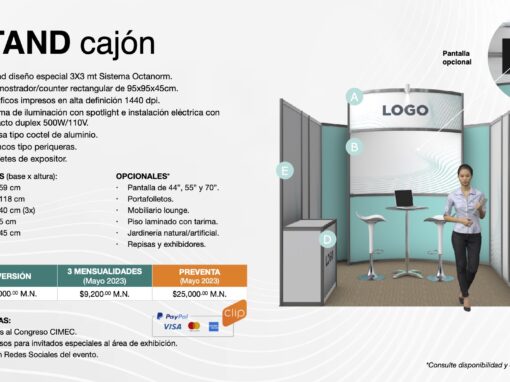 TAND cajón
nd diseño especial 3X3 mt Sistema Octanorm.
mostrador/counter rectangular de 95x95x45cm.
ficos impresos en alta definición 1440 dpi.
ma de iluminación con spotlight e instalación eléctrica con
acto duplex 500W/110V.
sa tipo coctel de aluminio.
ncos tipo periqueras.
etes de expositor.
S (base x altura):
59 cm
118 cm
40 cm (3x)
5 cm
45 cm
OPCIONALES*
· Pantalla de 44", 55" y 70".
· Portafolletos.
· Mobiliario lounge.
· Piso laminado con tarima.
· Jardinería natural/artificial.
· Repisas y exhibidores.
VERSIÓN
3 MENSUALIDADES
(Mayo 2023)
PREVENTA
(Mayo 2023)
000.00 M.N.
$9,200.00 M.N.
$25,000.00 M.N.
AS:
s al Congreso CIMEC.
sos para invitados especiales al área de exhibición.
n Redes Sociales del evento.
PayPal
VISA
clip
Pantalla
opcional
A
LOGO
B
E
D
LOGO
*Consulte disponibilidad y